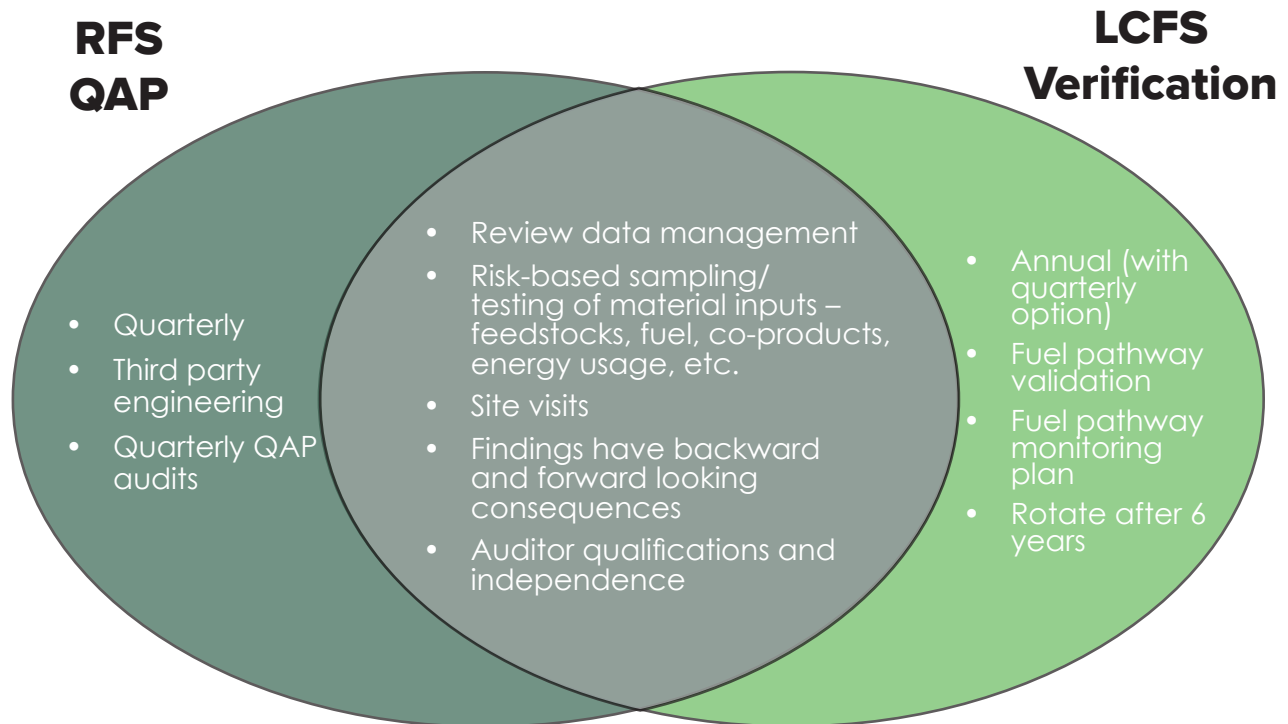 RFS
QAP
LCFS
Verification
• Quarterly
• Third party
engineering
• Quarterly QAP
audits
• Review data management
• Risk-based sampling/
testing of material inputs –
feedstocks, fuel, co-products,
energy usage, etc.
• Site visits
• Findings have backward
and forward looking
consequences
• Auditor qualifications and
independence
• Annual (with
quarterly
option)
• Fuel pathway
validation
• Fuel pathway
monitoring
plan
• Rotate after 6
years